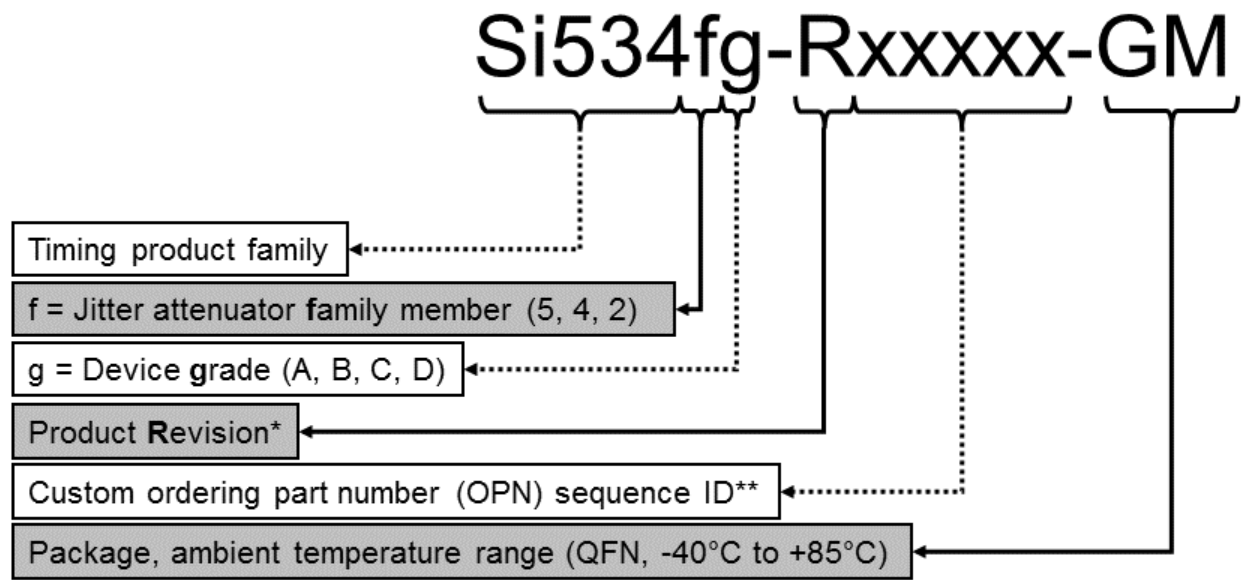 Si534fg-Rxxxxx-GM
Timing product family
f = Jitter attenuator family member (5, 4, 2)
g = Device grade (A, B, C, D)
Product Revision*
Custom ordering part number (OPN) sequence ID**
Package, ambient temperature range (QFN, -40°C to +85°C)